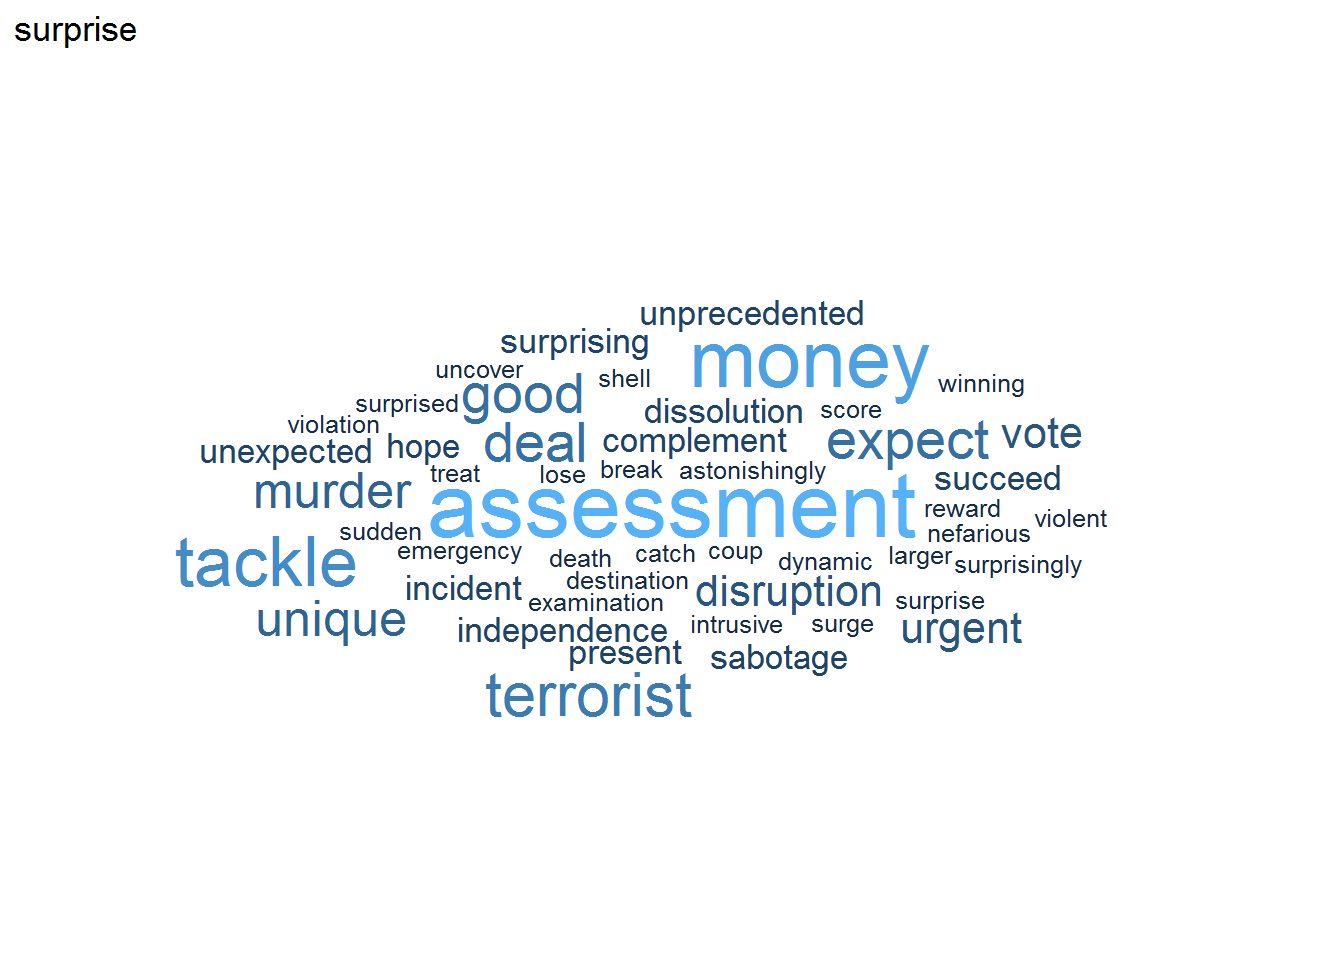 surprise
unprecedented
surprising
money
uncover
shell
winning
good
surprised
dissolution
score
violation
vote
unexpected
hope
deal
complement
expect
treat
lose
break
astonishingly
succeed
murder
assessment
reward
violent
sudden
nefarious
tackle
emergency
death
catch
coup
dynamic
larger
surprisingly
incident
destination
disruption
examination
surprise
unique
independence
intrusive
surge
urgent
present
sabotage
terrorist